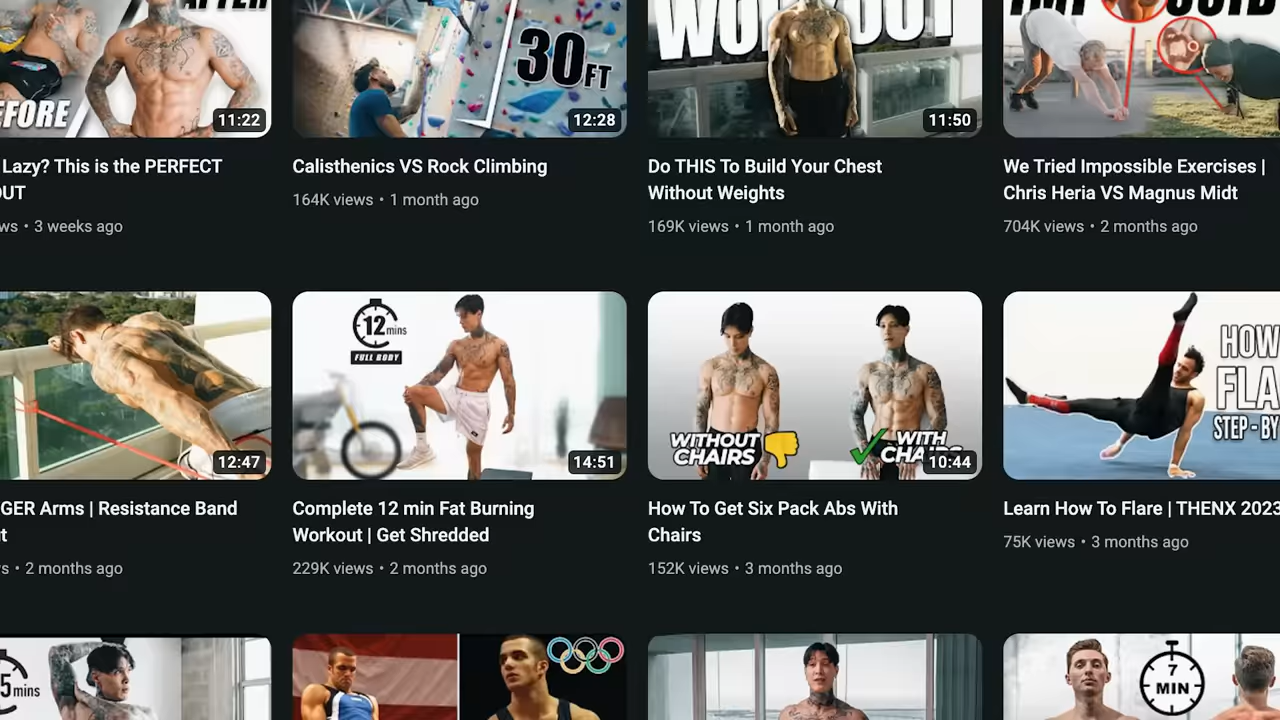 AFTER
BEFORE
30FT
WORKOUT
11:22
12:28
11:50
Lazy? This is the PERFECT
OUT
Calisthenics VS Rock Climbing
Do THIS To Build Your Chest
Without Weights
We Tried Impossible Exercises |
Chris Heria VS Magnus Midt
ws • 3 weeks ago
164K views • 1 month ago
169K views • 1 month ago
704K views • 2 months ago
12 mins
FULL BODY
WITHOUT
CHAIRS
WITH
CHAIRS
HOW
FLA
STEP-BY
12:47
14:51
10:44
GER Arms | Resistance Band
t
Complete 12 min Fat Burning
Workout | Get Shredded
How To Get Six Pack Abs With
Chairs
Learn How To Flare | THENX 2023
s • 2 months ago
229K views • 2 months ago
152K views • 3 months ago
75K views • 3 months ago
5 mins
7
MIN